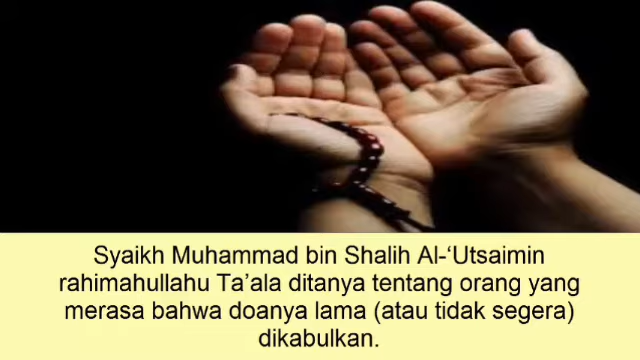 Syaikh Muhammad bin Shalih Al-‘Utsaimin
rahimahullahu Ta’ala ditanya tentang orang yang
merasa bahwa doanya lama (atau tidak segera)
dikabulkan.